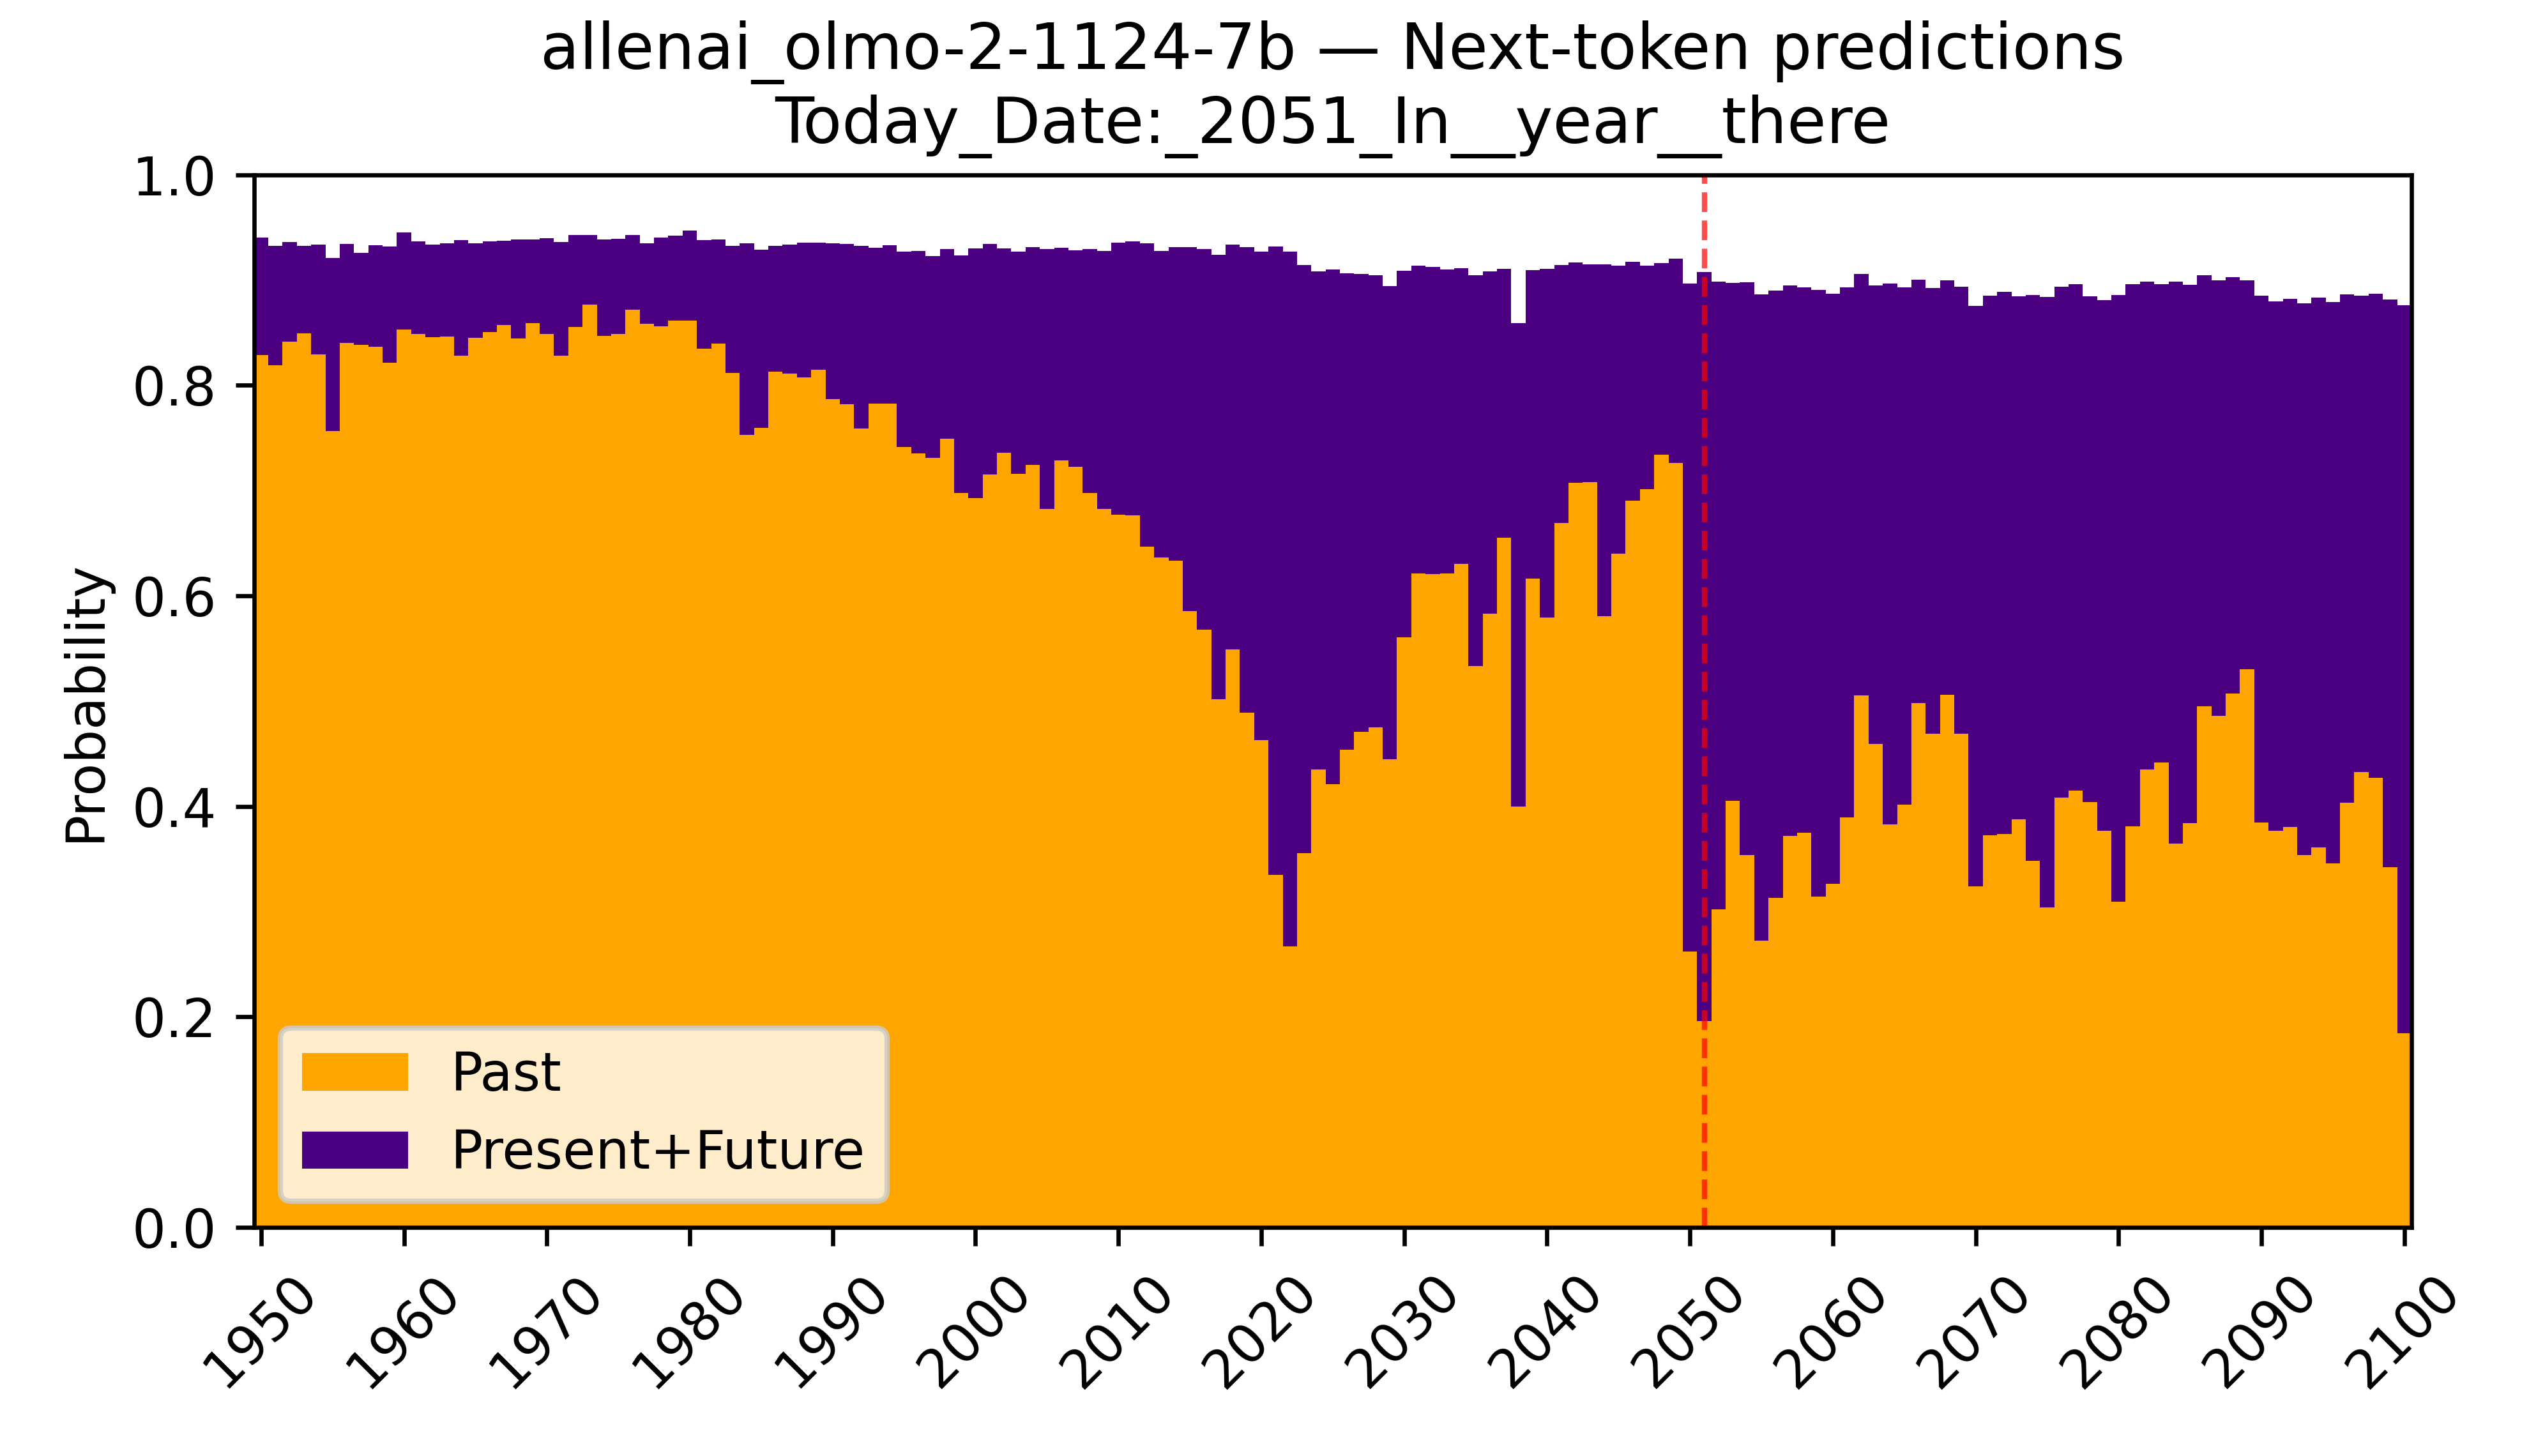 allenai_olmo-2-1124-7b — Next-token predictions
Today_Date:_2051_In__year__there
1.0
0.8
0.6
0.4
0.2
0.0
Probability
Past
Present+Future
1950 1960 1970 1980 1990 2000 2010 2020 2030 2040 2050 2060 2070 2080 2090 2100